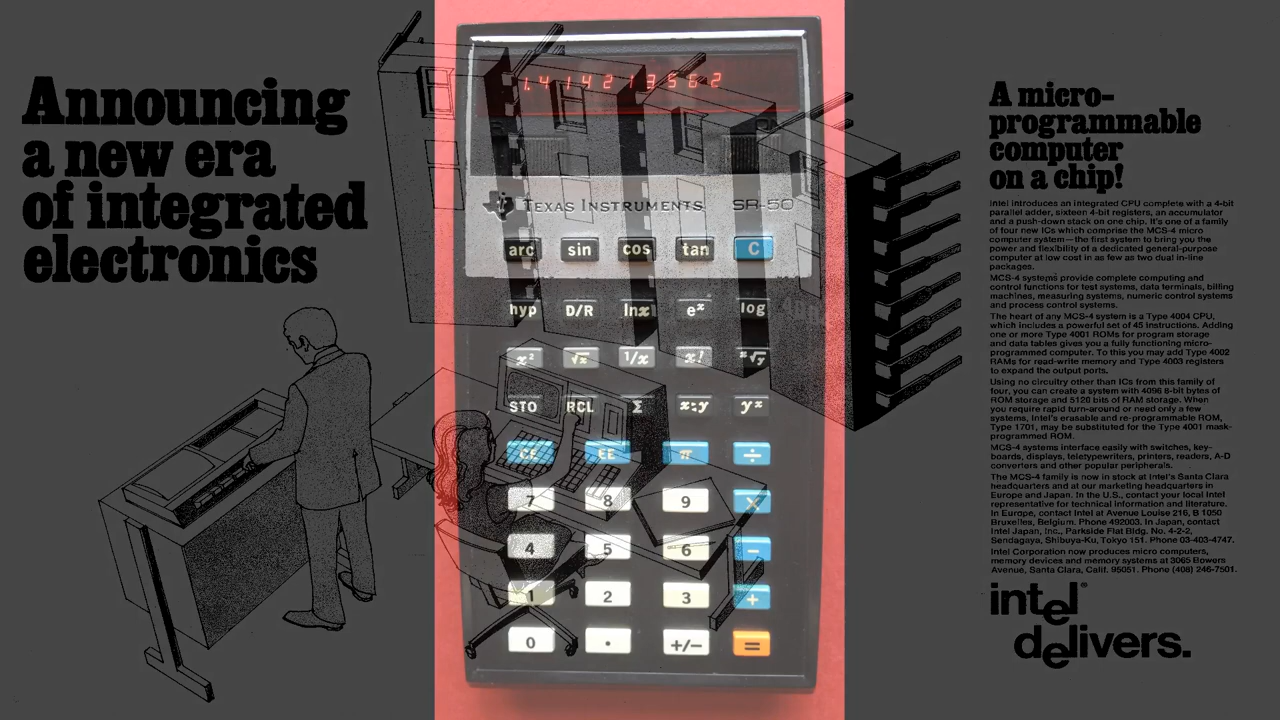 Announcing
a new era
of integrated
electronics
1.414213562
TEXAS INSTRUMENTS SR-50
arc sin cos tan C
hyp D/R lnx eˣ log
x² √x 1/x x! ˣ√y
STO RCL Σ x:y yˣ
CE EE π ÷
7 8 9 ×
4 5 6 −
1 2 3 +
0 . +/− =
A micro-
programmable
computer
on a chip!
Intel introduces an integrated CPU complete with a 4-bit
parallel adder, sixteen 4-bit registers, an accumulator
and a push-down stack on one chip. It's one of a family
of four new ICs which comprise the MCS-4 micro
computer system—the first system to bring you the
power and flexibility of a dedicated general-purpose
computer at low cost in as few as two dual in-line
packages.
MCS-4 systems provide complete computing and
control functions for test systems, data terminals, billing
machines, measuring systems, numeric control systems
and process control systems.
The heart of any MCS-4 system is a Type 4004 CPU,
which includes a powerful set of 45 instructions. Adding
one or more Type 4001 ROMs for program storage
and data tables gives you a fully functioning micro-
programmed computer. To this you may add Type 4002
RAMs for read-write memory and Type 4003 registers
to expand the output ports.
Using no circuitry other than ICs from this family of
four, you can create a system with 4096 8-bit bytes of
ROM storage and 5120 bits of RAM storage. When
you require rapid turn-around or need only a few
systems, Intel's erasable and re-programmable ROM,
Type 1701, may be substituted for the Type 4001 mask-
programmed ROM.
MCS-4 systems interface easily with switches, key-
boards, displays, teletypewriters, printers, readers, A-D
converters and other popular peripherals.
The MCS-4 family is now in stock at Intel's Santa Clara
headquarters and at our marketing headquarters in
Europe and Japan. In the U.S., contact your local Intel
representative for technical information and literature.
In Europe, contact Intel at Avenue Louise 216, B 1050
Bruxelles, Belgium. Phone 492003. In Japan, contact
Intel Japan, Inc., Parkside Flat Bldg. No. 4-2-2,
Sendagaya, Shibuya-Ku, Tokyo 151. Phone 03-403-4747.
Intel Corporation now produces micro computers,
memory devices and memory systems at 3065 Bowers
Avenue, Santa Clara, Calif. 95051. Phone (408) 246-7501.
intel®
delivers.